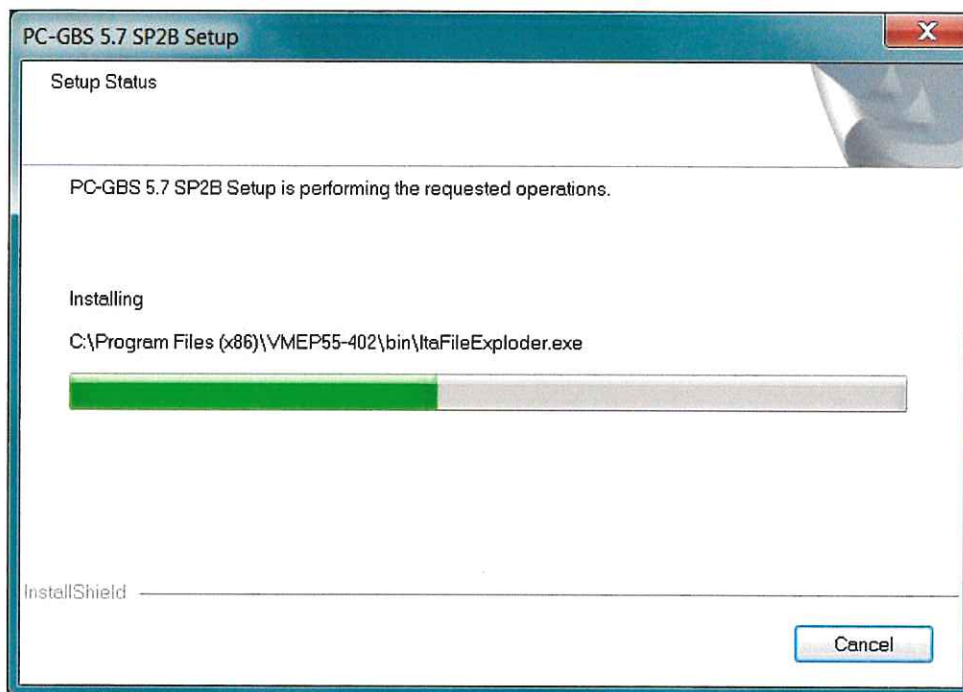 PC-GBS 5.7 SP2B Setup
X
Setup Status
PC-GBS 5.7 SP2B Setup is performing the requested operations.
Installing
C:\Program Files (x86)\VMEP55-402\bin\ItaFileExploder.exe
InstallShield
Cancel